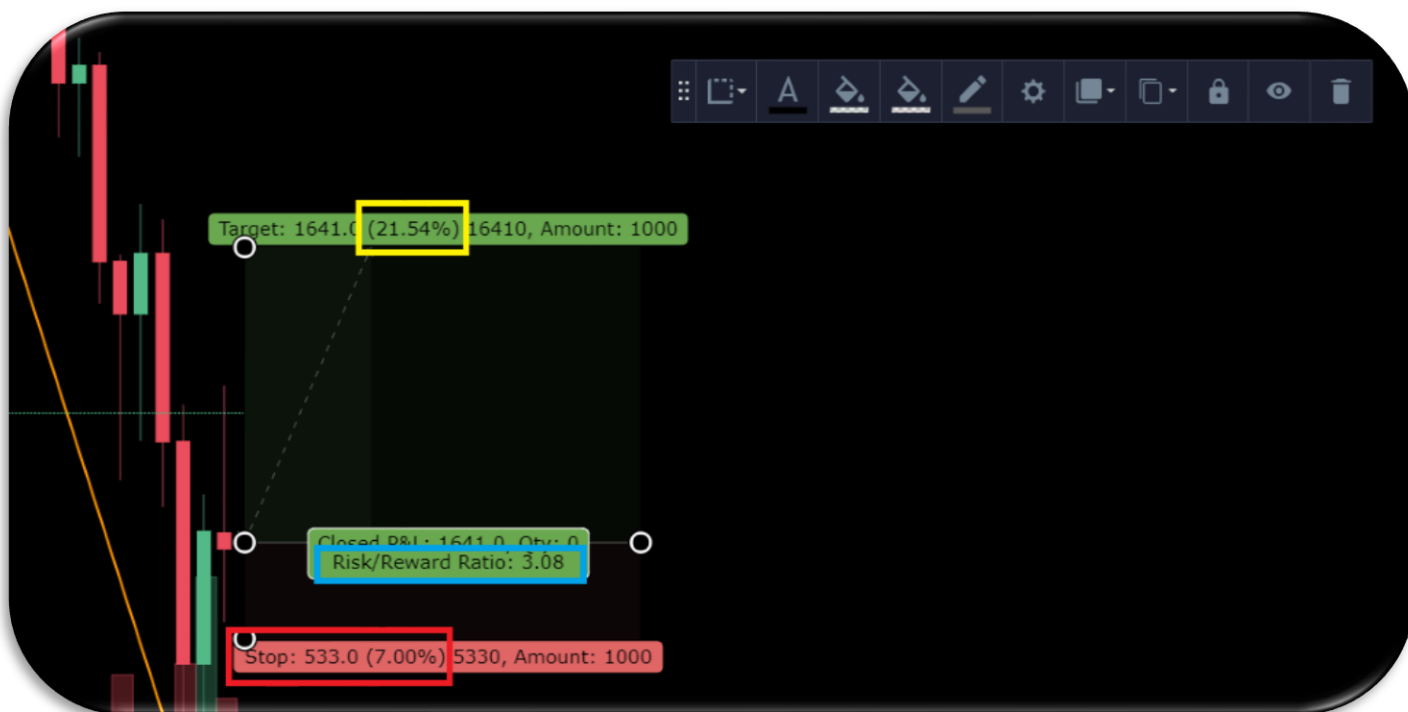 A
Target: 1641.0 (21.54%) 16410, Amount: 1000
Closed P&L: 1641.0, Qty: 0
Risk/Reward Ratio: 3.08
Stop: 533.0 (7.00%) 5330, Amount: 1000